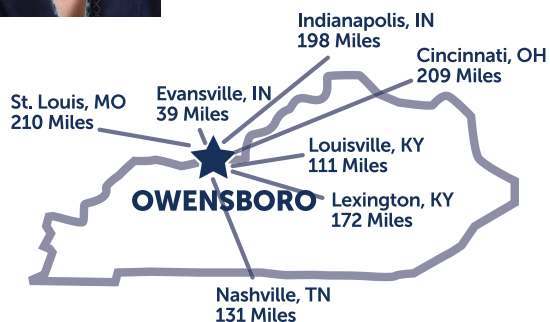 Indianapolis, IN
198 Miles
Cincinnati, OH
209 Miles
Evansville, IN
39 Miles
St. Louis, MO
210 Miles
Louisville, KY
111 Miles
OWENSBORO
Lexington, KY
172 Miles
Nashville, TN
131 Miles